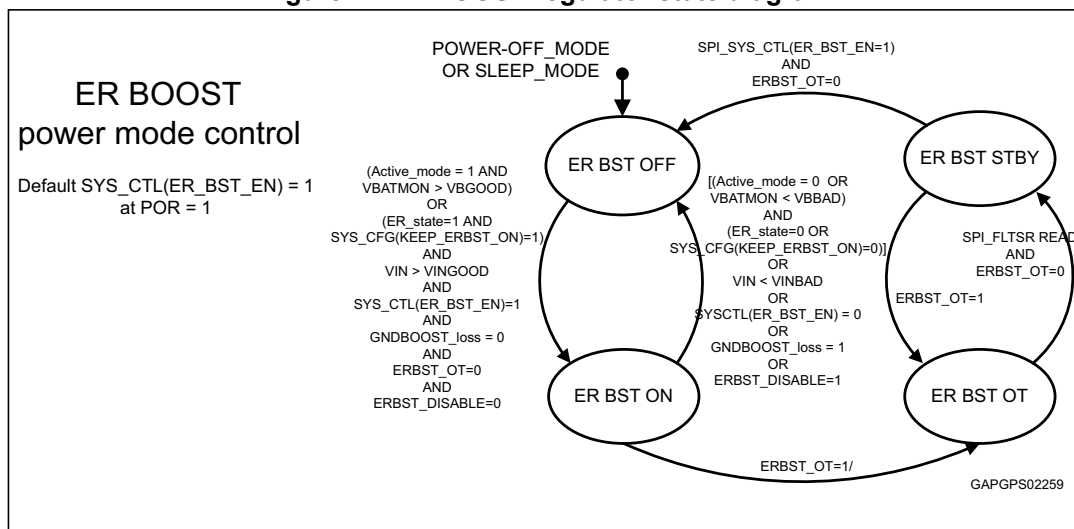 ER BOOST
power mode control
Default SYS_CTL(ER_BST_EN) = 1
at POR = 1
POWER-OFF_MODE
OR SLEEP_MODE
SPI_SYS_CTL(ER_BST_EN=1)
AND
ERBST_OT=0
ER BST OFF
ER BST STBY
(Active_mode = 1 AND
VBATMON > VBGOOD)
OR
(ER_state=1 AND
SYS_CFG(KEEP_ERBST_ON)=1)
AND
VIN > VINGOOD
AND
SYS_CTL(ER_BST_EN)=1
AND
GNDBOOST_loss = 0
AND
ERBST_OT=0
AND
ERBST_DISABLE=0
[(Active_mode = 0 OR
VBATMON < VBBAD)
AND
(ER_state=0 OR
SYS_CFG(KEEP_ERBST_ON)=0)]
OR
VIN < VINBAD
OR
SYSCTL(ER_BST_EN) = 0
OR
GNDBOOST_loss = 1
OR
ERBST_DISABLE=1
SPI_FLTSR READ
AND
ERBST_OT=0
ERBST_OT=1
ER BST ON
ER BST OT
ERBST_OT=1/
GAPGPS02259